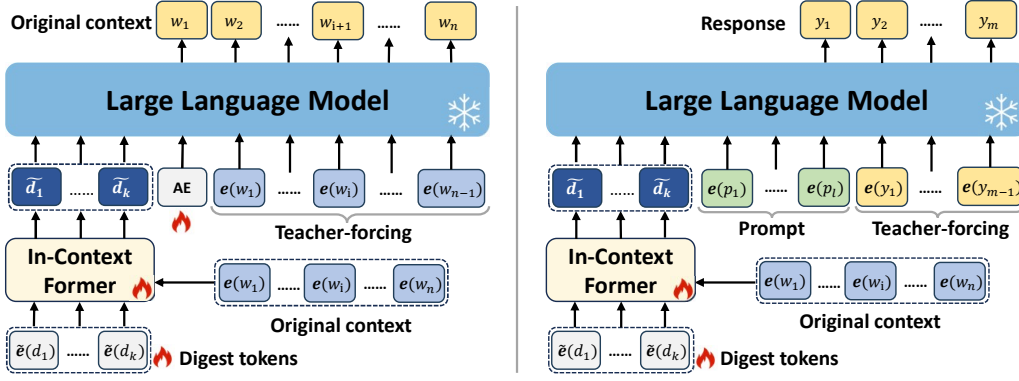 Original context w₁ w₂ ...... wᵢ₊₁ ...... wₙ
Large Language Model
d̃₁ ...... d̃ₖ AE e(w₁) ...... e(wᵢ) ...... e(wₙ₋₁)
Teacher-forcing
In-Context
Former
e(w₁) ...... e(wᵢ) ...... e(wₙ)
Original context
ẽ(d₁) ...... ẽ(dₖ) Digest tokens
Response y₁ y₂ ...... yₘ
Large Language Model
d̃₁ ...... d̃ₖ e(p₁) ...... e(pₗ) e(y₁) ...... e(yₘ₋₁)
Prompt Teacher-forcing
In-Context
Former
e(w₁) ...... e(wᵢ) ...... e(wₙ)
Original context
ẽ(d₁) ...... ẽ(dₖ) Digest tokens